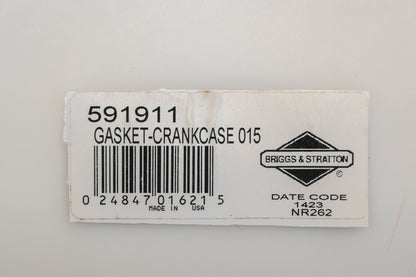 591911
GASKET-CRANKCASE 015
BRIGGS & STRATTON
©
0 24847 01621 5
MADE IN USA
DATE CODE
1423
NR262